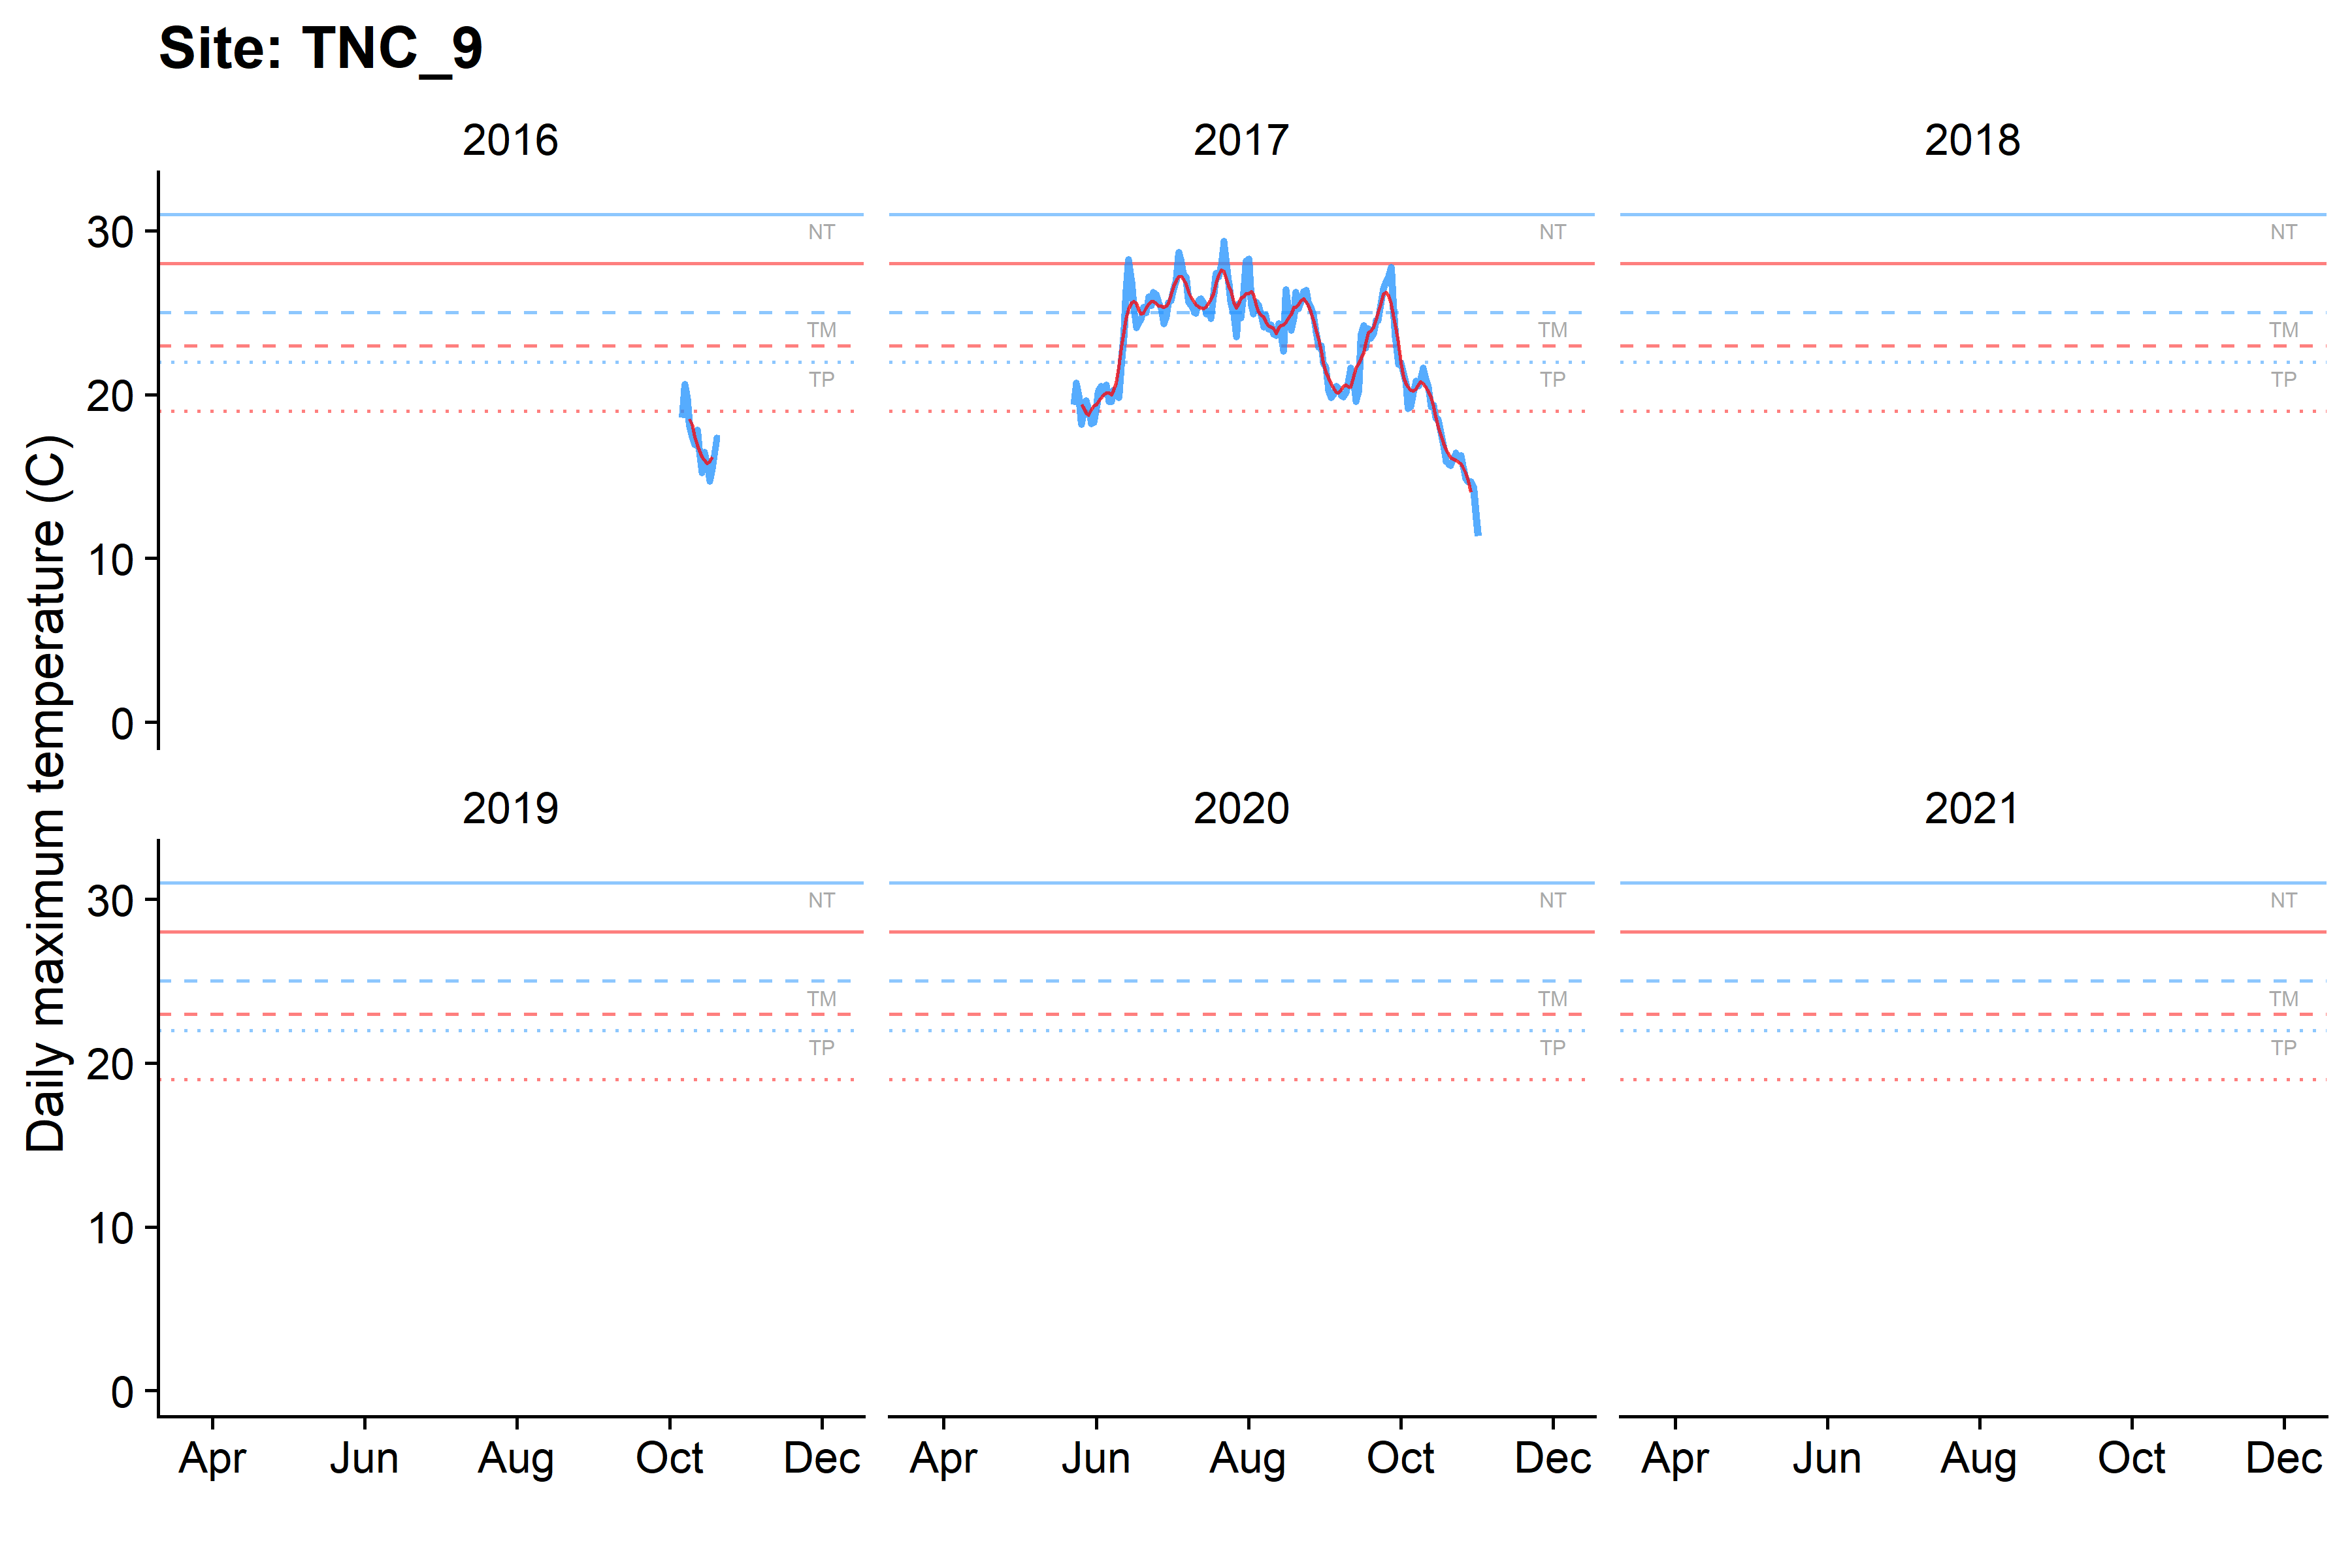 Site: TNC_9
2016 2017 2018
30 NT NT NT
TM TM TM
20 TP TP TP
10
0
Daily maximum temperature (C)
2019 2020 2021
30 NT NT NT
TM TM TM
20 TP TP TP
10
0
Apr Jun Aug Oct Dec Apr Jun Aug Oct Dec Apr Jun Aug Oct Dec